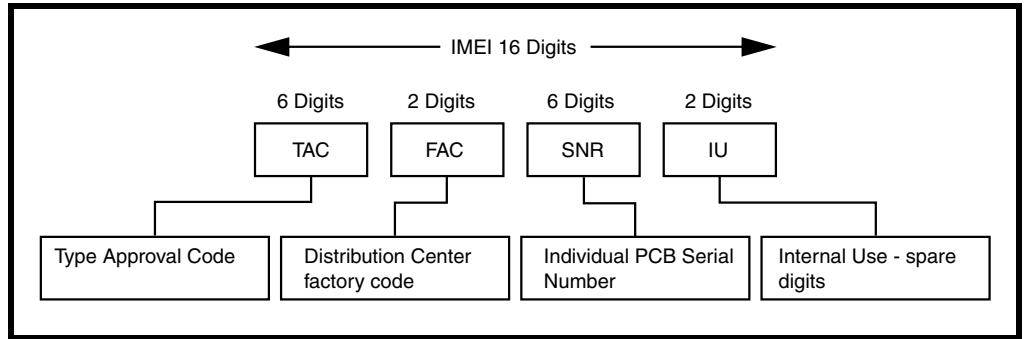 IMEI 16 Digits
6 Digits 2 Digits 6 Digits 2 Digits
TAC FAC SNR IU
Type Approval Code
Distribution Center
factory code
Individual PCB Serial
Number
Internal Use - spare
digits